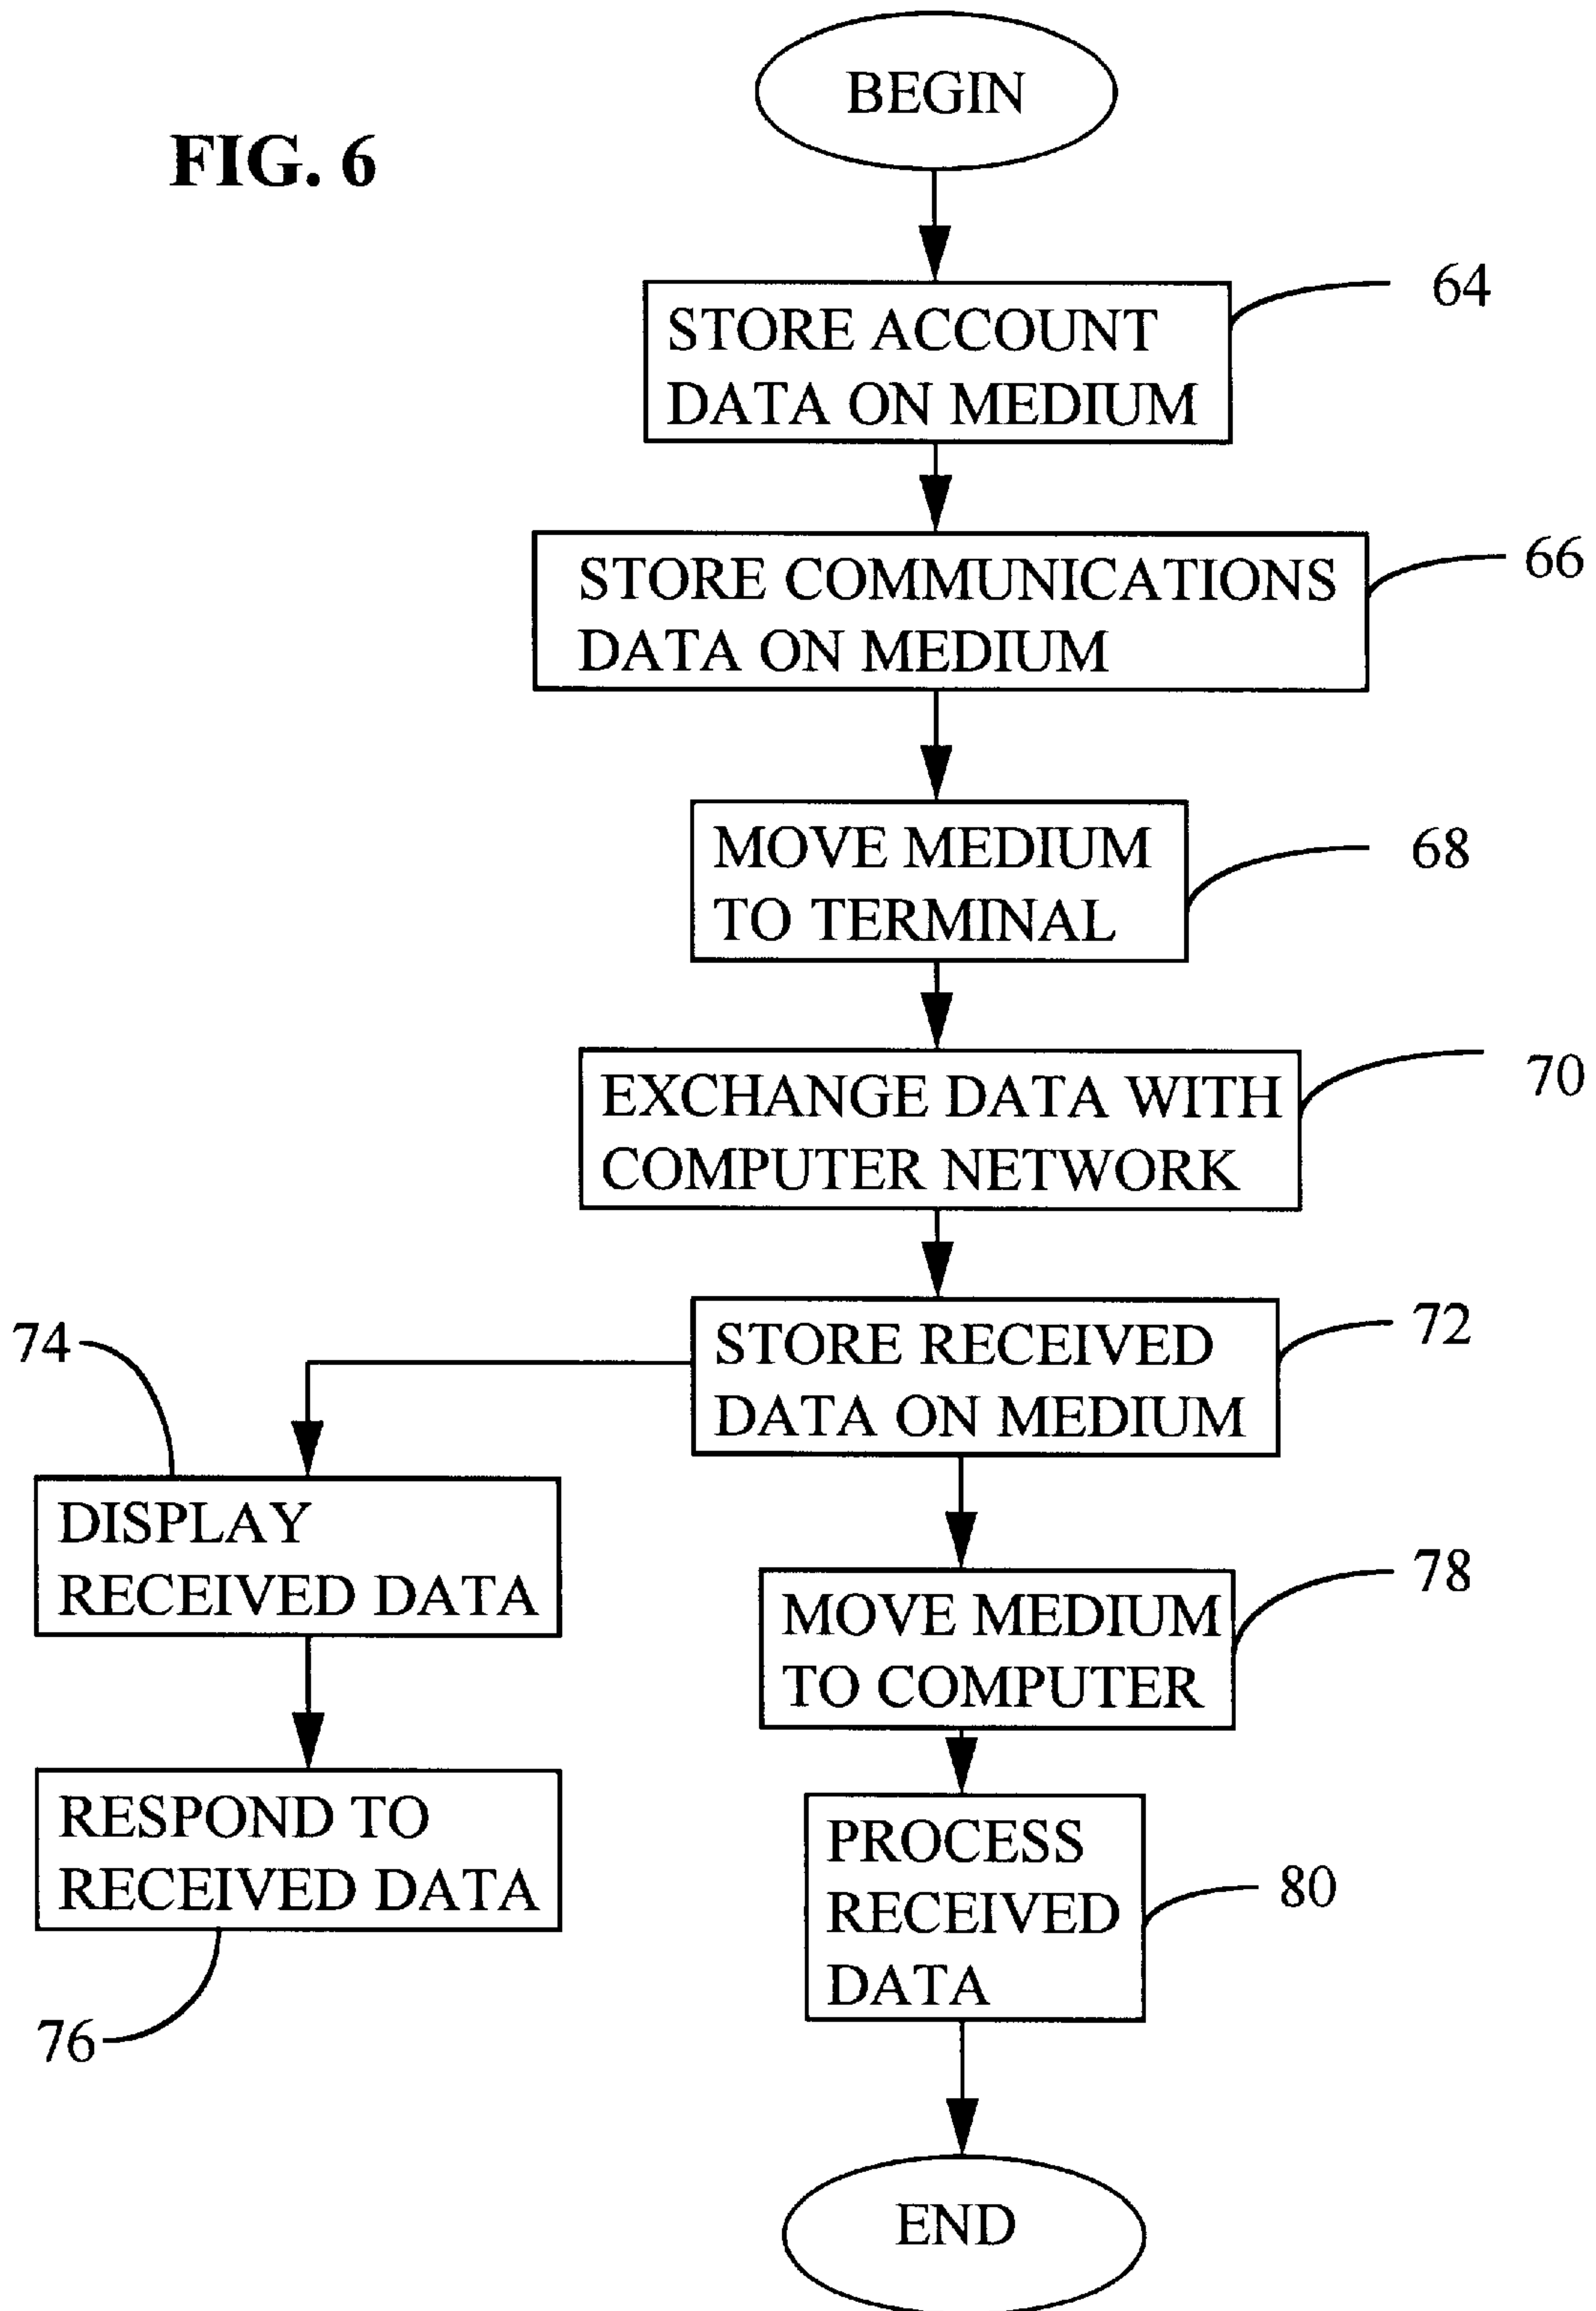 BEGIN
FIG. 6
64
STORE ACCOUNT
DATA ON MEDIUM
66
STORE COMMUNICATIONS
DATA ON MEDIUM
68
MOVE MEDIUM
TO TERMINAL
70
EXCHANGE DATA WITH
COMPUTER NETWORK
72
STORE RECEIVED
DATA ON MEDIUM
74
DISPLAY
RECEIVED DATA
78
MOVE MEDIUM
TO COMPUTER
RESPOND TO
RECEIVED DATA
76
PROCESS
RECEIVED
DATA
80
END